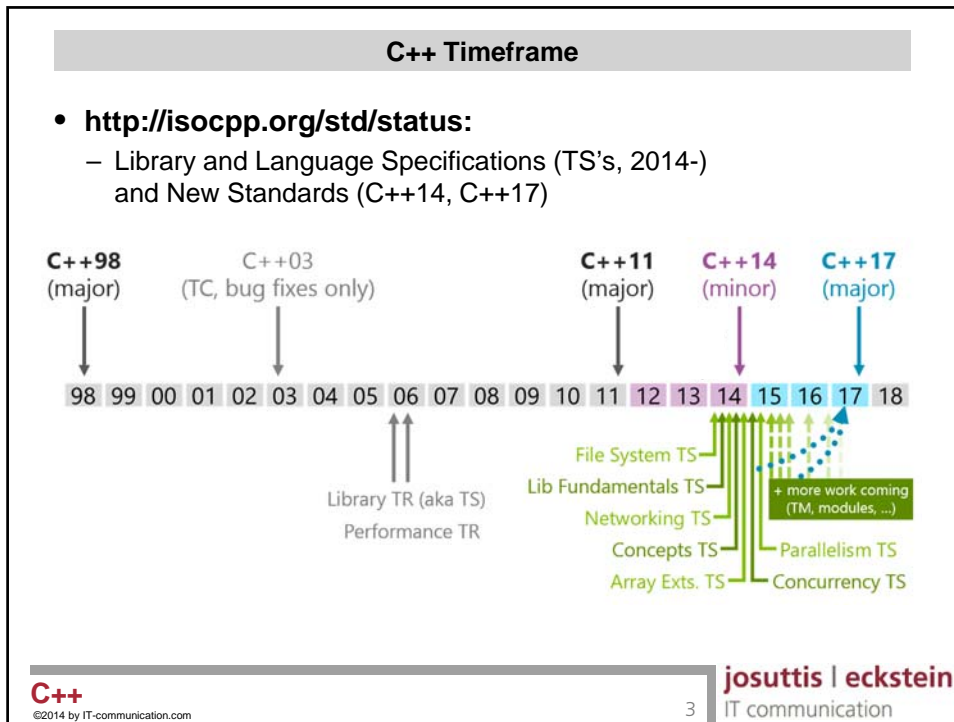 C++ Timeframe
• http://isocpp.org/std/status:
– Library and Language Specifications (TS's, 2014-)
and New Standards (C++14, C++17)
C++98 C++03 C++11 C++14 C++17
(major) (TC, bug fixes only) (major) (minor) (major)
98 99 00 01 02 03 04 05 06 07 08 09 10 11 12 13 14 15 16 17 18
File System TS
Lib Fundamentals TS
Networking TS
Concepts TS
Array Exts. TS
Library TR (aka TS)
Performance TR
+ more work coming
(TM, modules, ...)
Parallelism TS
Concurrency TS
C++
©2014 by IT-communication.com
3
josuttis | eckstein
IT communication